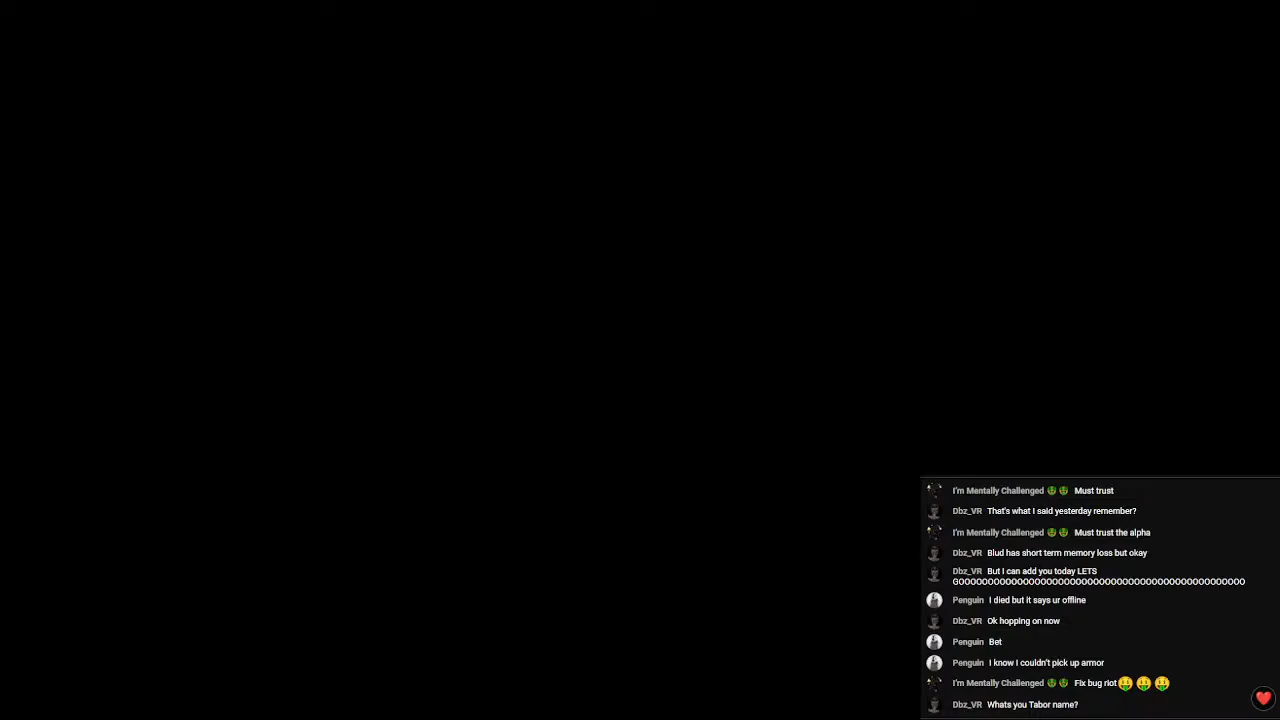 I'm Mentally Challenged 🤑🤑 Must trust
Dbz_VR That's what I said yesterday remember?
I'm Mentally Challenged 🤑🤑 Must trust the alpha
Dbz_VR Blud has short term memory loss but okay
Dbz_VR But I can add you today LETS
GOOOOOOOOOOOOOOOOOOOOOOOOOOOOOOOOOOOOOOOOOOOOOOOOO
Penguin I died but it says ur offline
Dbz_VR Ok hopping on now
Penguin Bet
Penguin I know I couldn't pick up armor
I'm Mentally Challenged 🤑🤑 Fix bug riot🤑🤑🤑
Dbz_VR Whats you Tabor name?